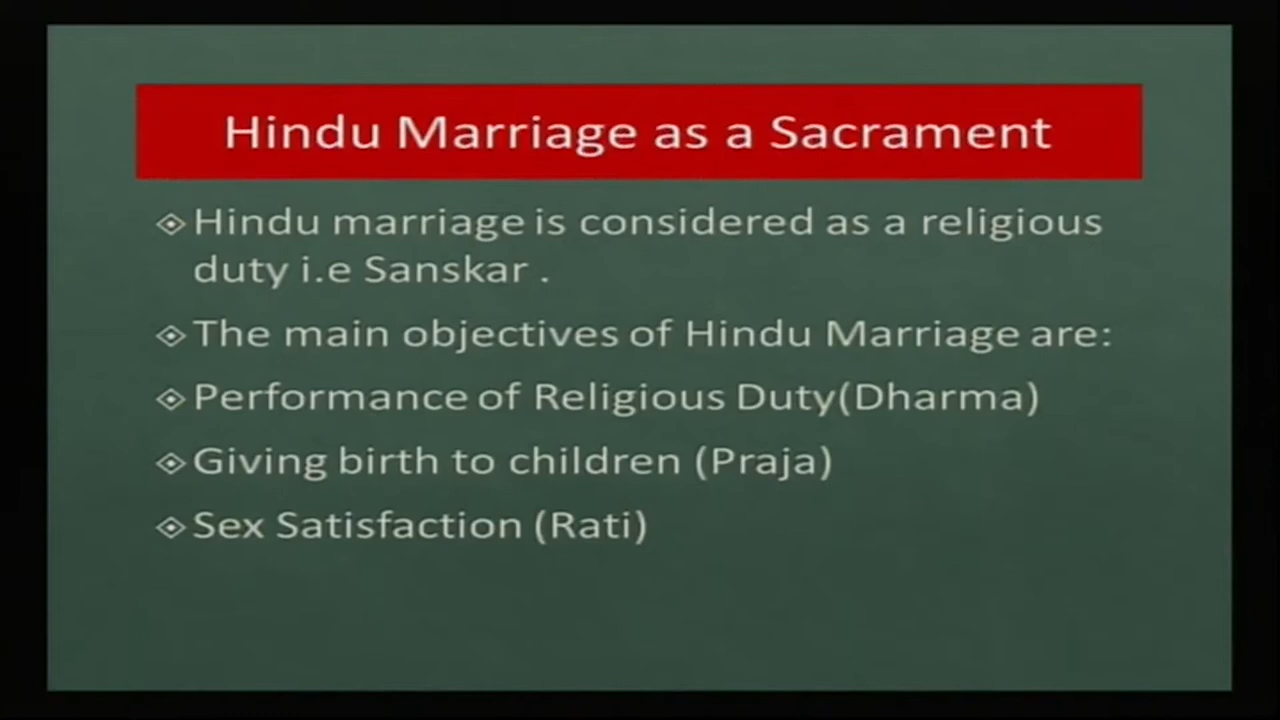 Hindu Marriage as a Sacrament
Hindu marriage is considered as a religious
duty i.e Sanskar .
The main objectives of Hindu Marriage are:
Performance of Religious Duty(Dharma)
Giving birth to children (Praja)
Sex Satisfaction (Rati)